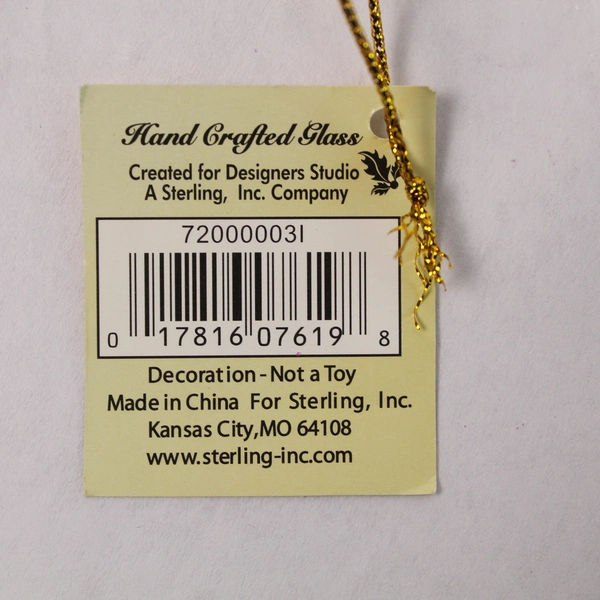 Hand Crafted Glass
Created for Designers Studio
A Sterling, Inc. Company
72000003I
0 17816 07619 8
Decoration - Not a Toy
Made in China For Sterling, Inc.
Kansas City,MO 64108
www.sterling-inc.com